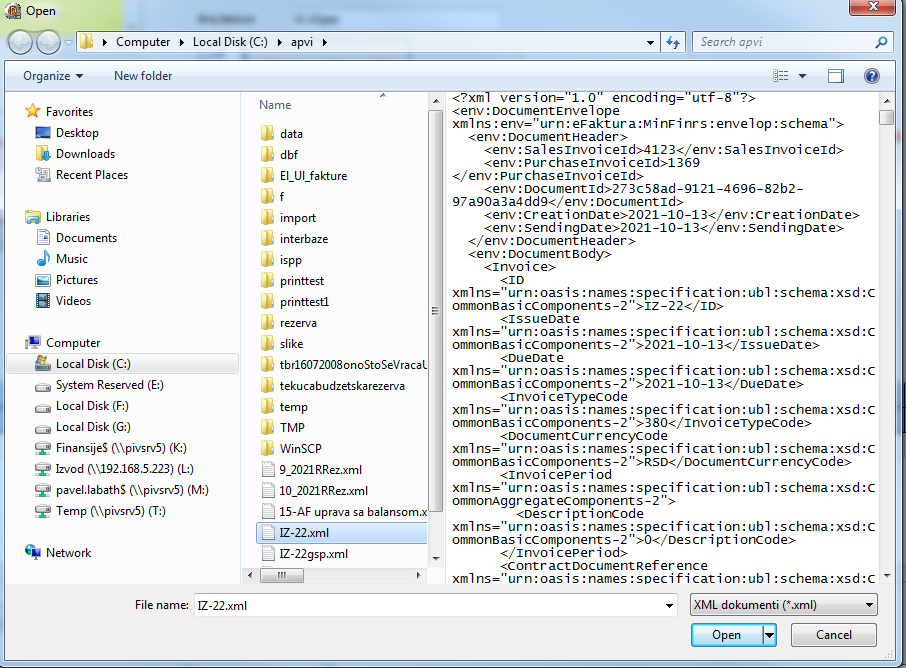 Open
Computer
Local Disk (C:)
apvi
Search apvi
Organize
New folder
Favorites
Desktop
Downloads
Recent Places
Libraries
Documents
Music
Pictures
Videos
Computer
Local Disk (C:)
System Reserved (E:)
Local Disk (F:)
Local Disk (G:)
Finansije$ (\\pivsrv5) (K:)
Izvod (\\192.168.5.223) (L:)
pavel.labath$ (\\pivsrv5) (M:)
Temp (\\pivsrv5) (T:)
Network
Name
data
dbf
EI_UI_fakture
f
import
interbaze
ispp
printtest
printtest1
rezerva
slike
tbr16072008onoStoSeVracaU
tekucabudzetskarezerva
temp
TMP
WinSCP
9_2021RRez.xml
10_2021RRez.xml
15-AF uprava sa balansom.x
IZ-22.xml
IZ-22gsp.xml
<?xml version="1.0" encoding="utf-8"?>
<env:DocumentEnvelope
xmlns:env="urn:eFaktura:MinFinrs:envelop:schema">
<env:DocumentHeader>
<env:SalesInvoiceId>4123</env:SalesInvoiceId>
<env:PurchaseInvoiceId>1369
</env:PurchaseInvoiceId>
<env:DocumentId>273c58ad-9121-4696-82b2-
97a90a3a4dd9</env:DocumentId>
<env:CreationDate>2021-10-13</env:CreationDate>
<env:SendingDate>2021-10-13</env:SendingDate>
</env:DocumentHeader>
<env:DocumentBody>
<Invoice>
<ID
xmlns="urn:oasis:names:specification:ubl:schema:xsd:C
ommonBasicComponents-2">IZ-22</ID>
<IssueDate
xmlns="urn:oasis:names:specification:ubl:schema:xsd:C
ommonBasicComponents-2">2021-10-13</IssueDate>
<DueDate
xmlns="urn:oasis:names:specification:ubl:schema:xsd:C
ommonBasicComponents-2">2021-10-13</DueDate>
<InvoiceTypeCode
xmlns="urn:oasis:names:specification:ubl:schema:xsd:C
ommonBasicComponents-2">380</InvoiceTypeCode>
<DocumentCurrencyCode
xmlns="urn:oasis:names:specification:ubl:schema:xsd:C
ommonBasicComponents-2">RSD</DocumentCurrencyCode>
<InvoicePeriod
xmlns="urn:oasis:names:specification:ubl:schema:xsd:C
ommonAggregateComponents-2">
<DescriptionCode
xmlns="urn:oasis:names:specification:ubl:schema:xsd:C
ommonBasicComponents-2">0</DescriptionCode>
</InvoicePeriod>
<ContractDocumentReference
xmlns="urn:oasis:names:specification:ubl:schema:xsd:C
File name: IZ-22.xml
XML dokumenti (*.xml)
Open
Cancel